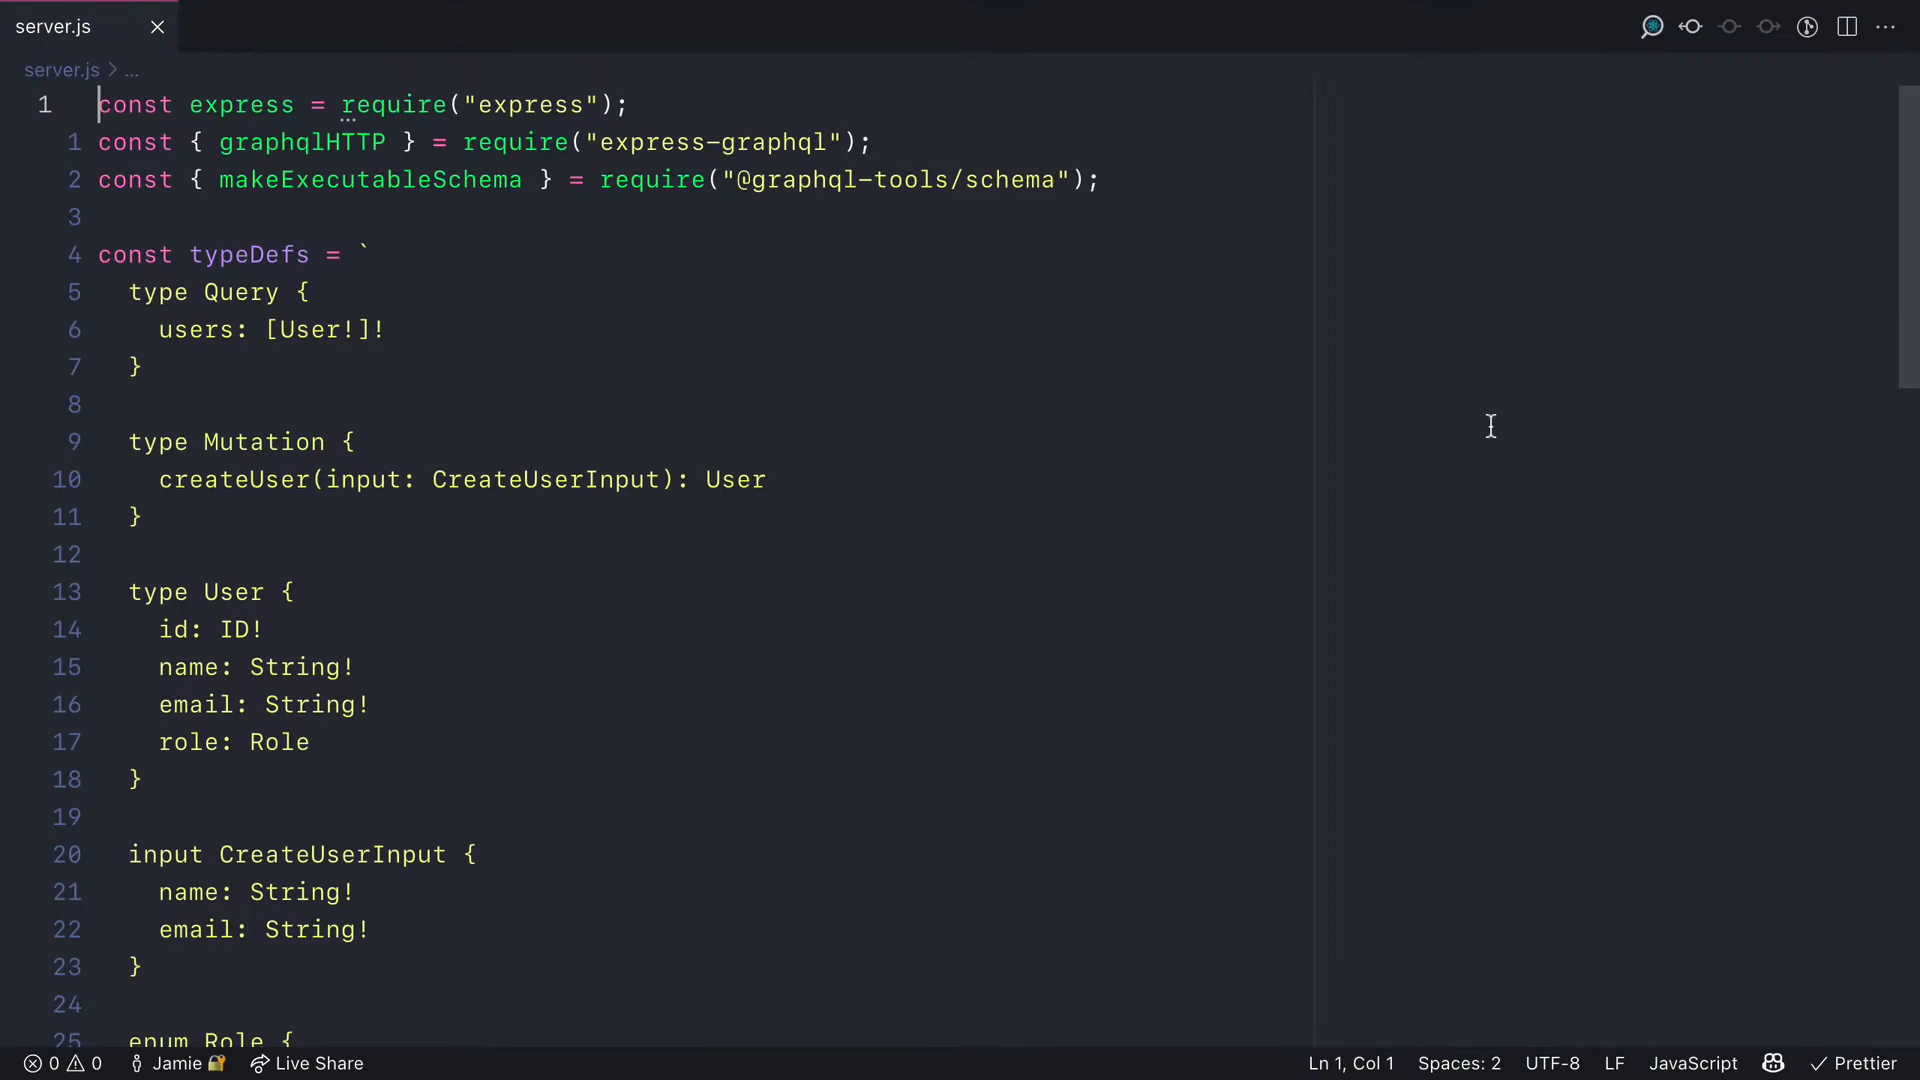 server.js
server.js > ...
1 const express = require("express");
1 const { graphqlHTTP } = require("express-graphql");
2 const { makeExecutableSchema } = require("@graphql-tools/schema");
3
4 const typeDefs = `
5 type Query {
6 users: [User!]!
7 }
8
9 type Mutation {
10 createUser(input: CreateUserInput): User
11 }
12
13 type User {
14 id: ID!
15 name: String!
16 email: String!
17 role: Role
18 }
19
20 input CreateUserInput {
21 name: String!
22 email: String!
23 }
24
25 enum Role {
0 0 Jamie 🔐 Live Share Ln 1, Col 1 Spaces: 2 UTF-8 LF JavaScript Prettier